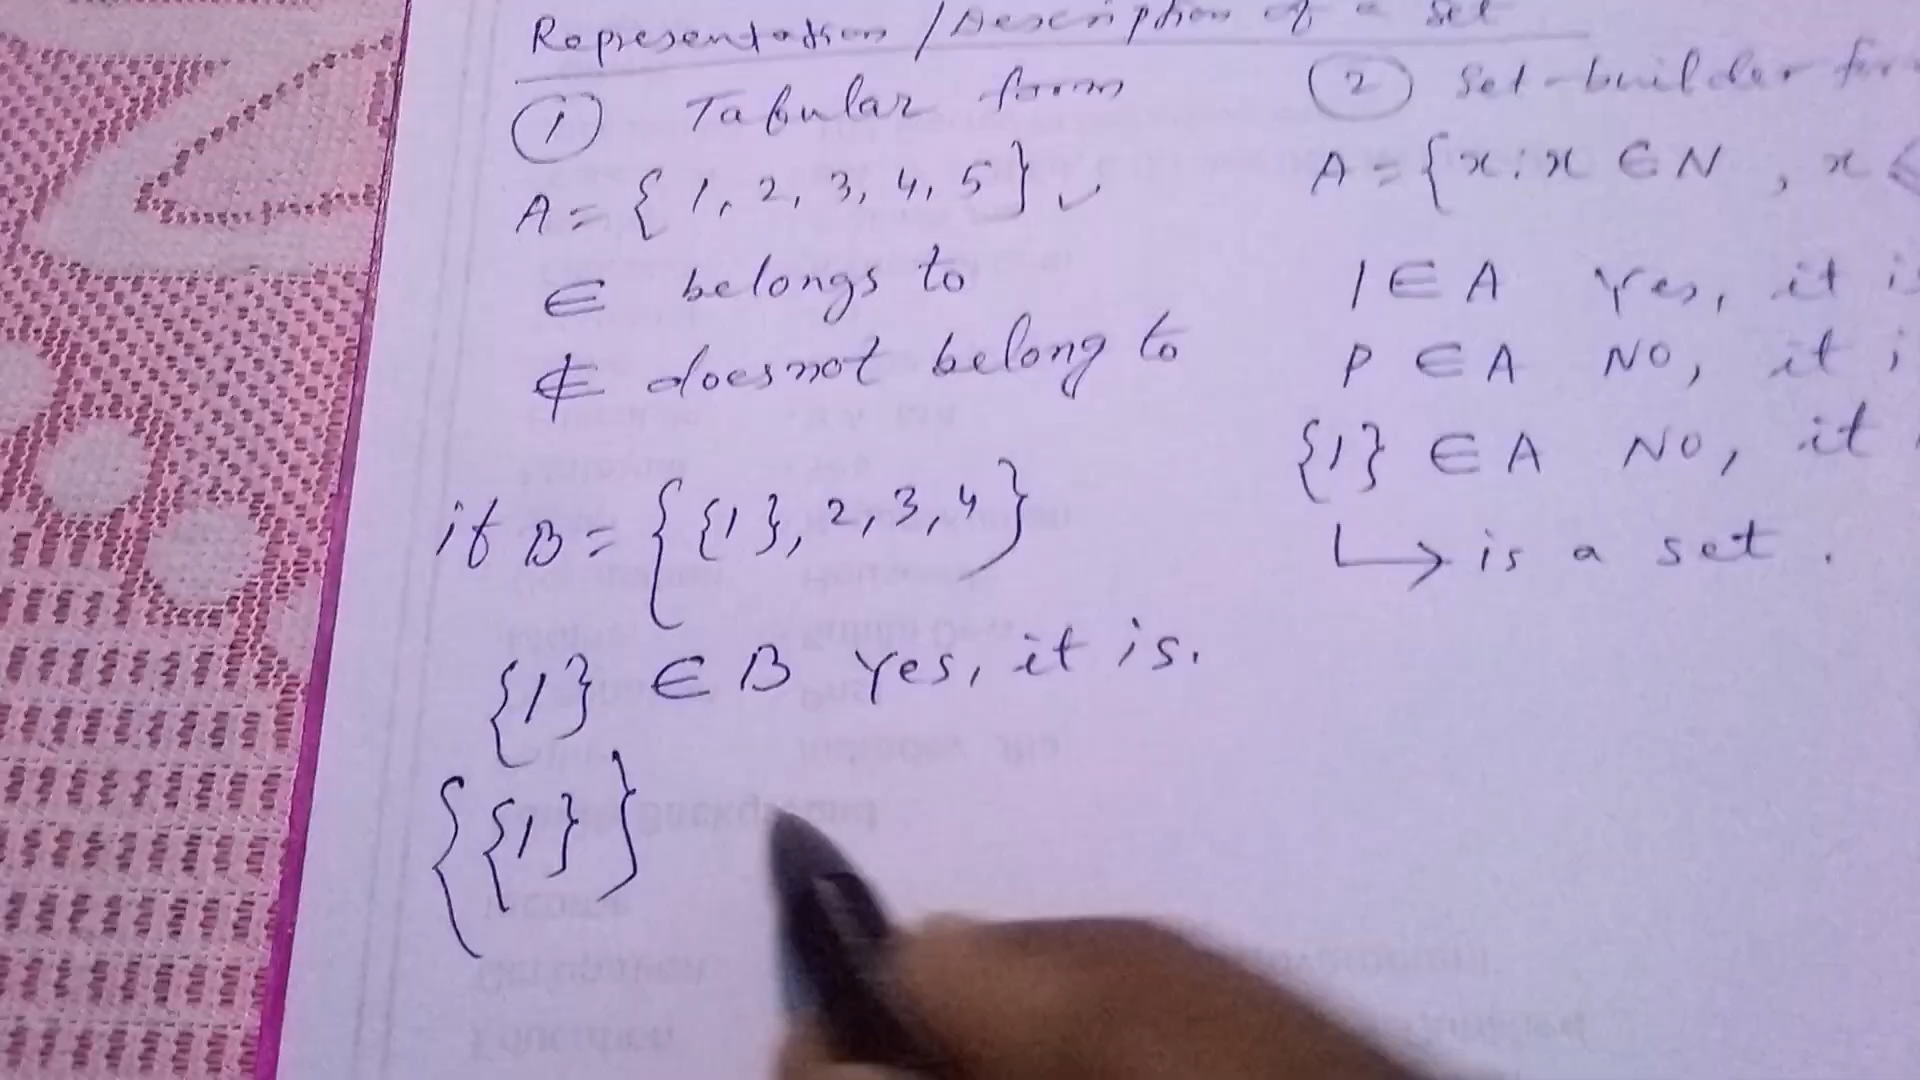 Representation / Description of a set
① Tabular form
A = { 1, 2, 3, 4, 5} ✓
∈ belongs to
∉ doesnot belong to
if B = { {1}, 2, 3, 4 }
{1} ∈ B Yes, it is.
{ {1} }
② Set-builder
A = { x : x ∈ N , x
1 ∈ A Yes, it is
P ∈ A NO, it
{1} ∈ A NO, it
↳ is a set .